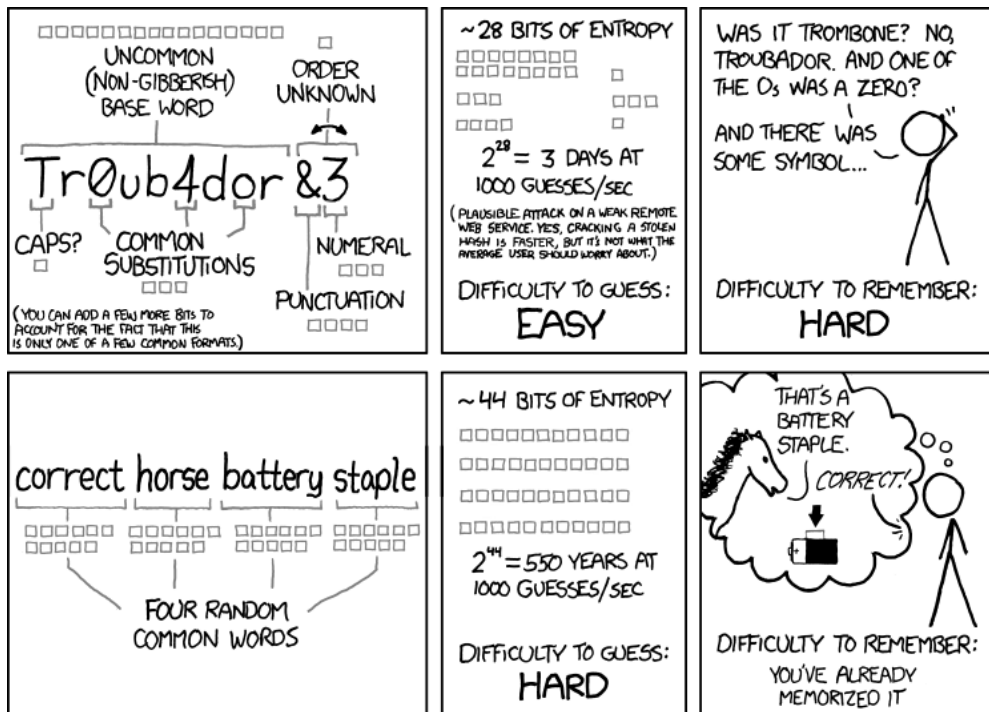 UNCOMMON
(NON-GIBBERISH)
BASE WORD
ORDER
UNKNOWN
Tr0ub4dor &3
CAPS?
COMMON
SUBSTITUTIONS
NUMERAL
PUNCTUATION
(YOU CAN ADD A FEW MORE BITS TO
ACCOUNT FOR THE FACT THAT THIS
IS ONLY ONE OF A FEW COMMON FORMATS.)
~28 BITS OF ENTROPY
2^28 = 3 DAYS AT
1000 GUESSES/SEC
(PLAUSIBLE ATTACK ON A WEAK REMOTE
WEB SERVICE. YES, CRACKING A STOLEN
HASH IS FASTER, BUT IT'S NOT WHAT THE
AVERAGE USER SHOULD WORRY ABOUT.)
DIFFICULTY TO GUESS:
EASY
WAS IT TROMBONE? NO,
TROUBADOR. AND ONE OF
THE Os WAS A ZERO?
AND THERE WAS
SOME SYMBOL...
DIFFICULTY TO REMEMBER:
HARD
correct horse battery staple
FOUR RANDOM
COMMON WORDS
~44 BITS OF ENTROPY
2^44 = 550 YEARS AT
1000 GUESSES/SEC
DIFFICULTY TO GUESS:
HARD
THAT'S A
BATTERY
STAPLE.
CORRECT!
+
DIFFICULTY TO REMEMBER:
YOU'VE ALREADY
MEMORIZED IT